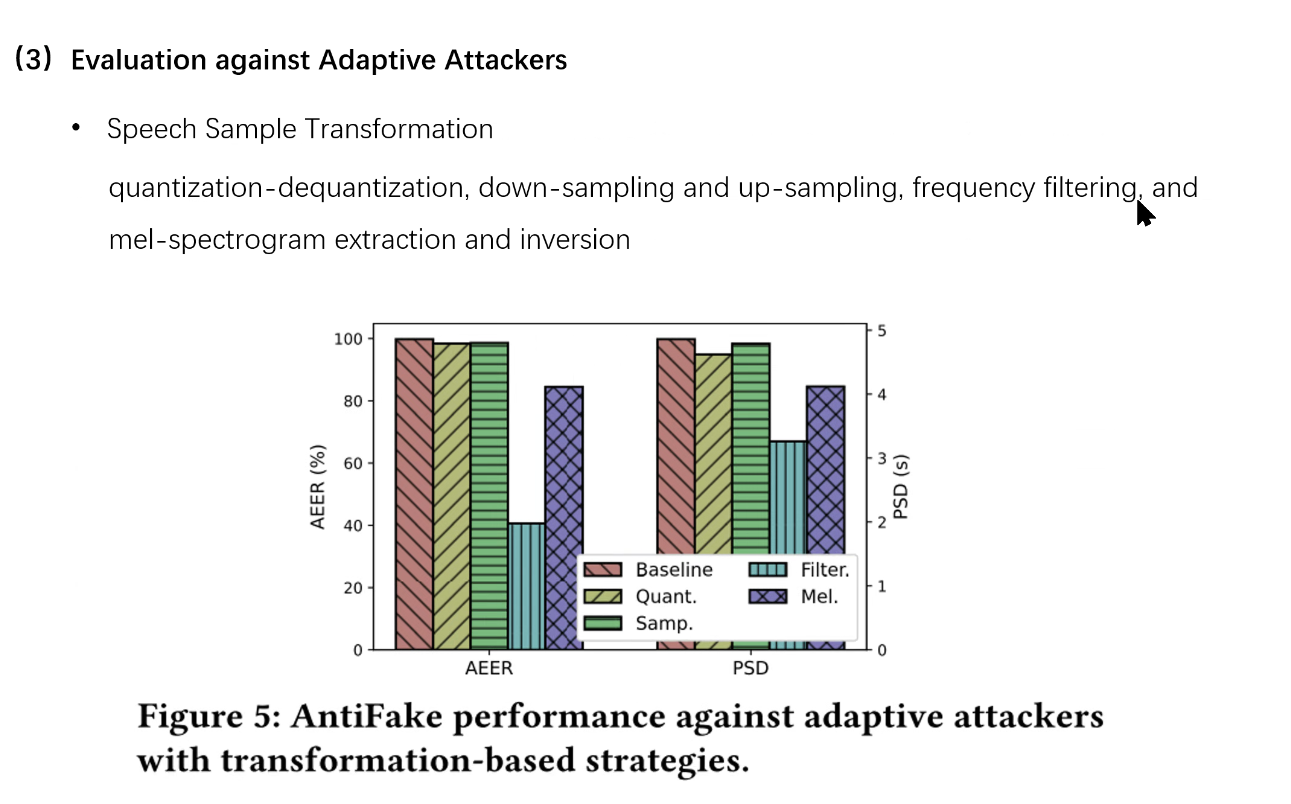 (3) Evaluation against Adaptive Attackers
• Speech Sample Transformation
quantization-dequantization, down-sampling and up-sampling, frequency filtering, and
mel-spectrogram extraction and inversion
AEER (%)
100
80
60
40
20
0
5
4
3
2
1
0
PSD (s)
Baseline
Quant.
Samp.
Filter.
Mel.
AEER
PSD
Figure 5: AntiFake performance against adaptive attackers
with transformation-based strategies.